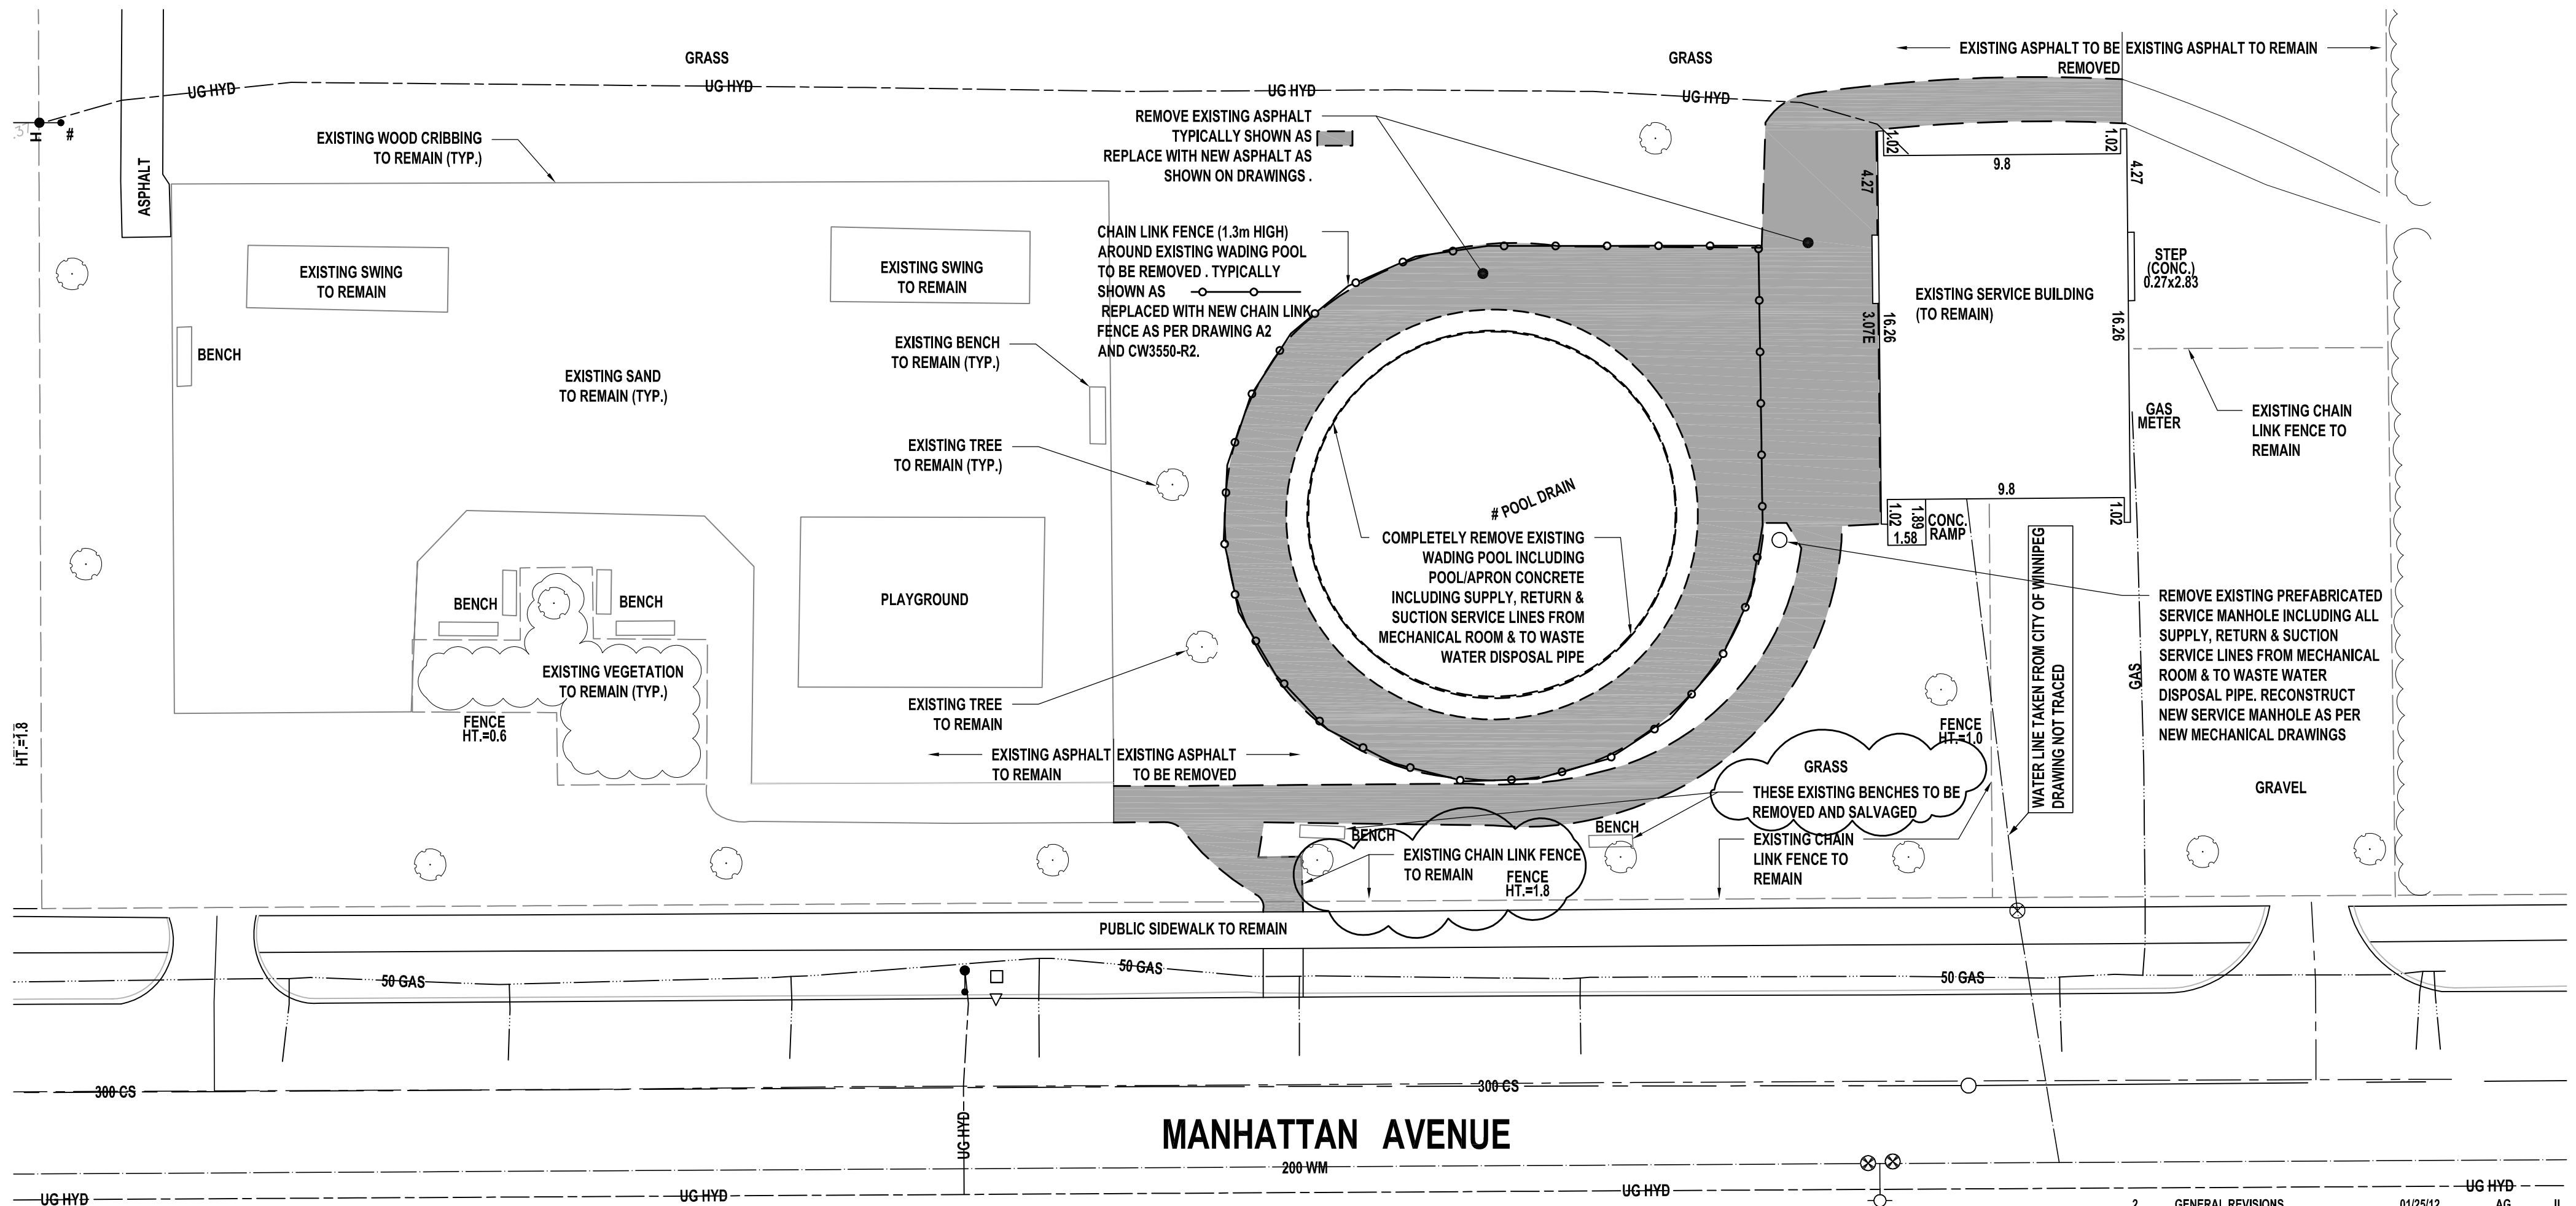 GRASS
GRASS
EXISTING ASPHALT TO BE
REMOVED
EXISTING ASPHALT TO REMAIN
UG HYD
UG HYD
UG HYD
UG HYD
H
#
ASPHALT
EXISTING WOOD CRIBBING
TO REMAIN (TYP.)
REMOVE EXISTING ASPHALT
TYPICALLY SHOWN AS
REPLACE WITH NEW ASPHALT AS
SHOWN ON DRAWINGS .
1.02
9.8
1.02
4.27
4.27
CHAIN LINK FENCE (1.3m HIGH)
AROUND EXISTING WADING POOL
TO BE REMOVED . TYPICALLY
SHOWN AS
REPLACED WITH NEW CHAIN LINK
FENCE AS PER DRAWING A2
AND CW3550-R2.
EXISTING SWING
TO REMAIN
EXISTING SWING
TO REMAIN
STEP
(CONC.)
0.27x2.83
EXISTING SERVICE BUILDING
(TO REMAIN)
3.07E
16.26
16.26
BENCH
EXISTING BENCH
TO REMAIN (TYP.)
EXISTING SAND
TO REMAIN (TYP.)
GAS
METER
EXISTING CHAIN
LINK FENCE TO
REMAIN
EXISTING TREE
TO REMAIN (TYP.)
# POOL DRAIN
9.8
1.02
1.89
1.58
CONC.
RAMP
1.02
COMPLETELY REMOVE EXISTING
WADING POOL INCLUDING
POOL/APRON CONCRETE
INCLUDING SUPPLY, RETURN &
SUCTION SERVICE LINES FROM
MECHANICAL ROOM & TO WASTE
WATER DISPOSAL PIPE
WATER LINE TAKEN FROM CITY OF WINNIPEG
DRAWING NOT TRACED
REMOVE EXISTING PREFABRICATED
SERVICE MANHOLE INCLUDING ALL
SUPPLY, RETURN & SUCTION
SERVICE LINES FROM MECHANICAL
ROOM & TO WASTE WATER
DISPOSAL PIPE. RECONSTRUCT
NEW SERVICE MANHOLE AS PER
NEW MECHANICAL DRAWINGS
GAS
BENCH
BENCH
PLAYGROUND
EXISTING VEGETATION
TO REMAIN (TYP.)
FENCE
HT.=0.6
HT.=1.8
EXISTING TREE
TO REMAIN
EXISTING ASPHALT
TO REMAIN
EXISTING ASPHALT
TO BE REMOVED
FENCE
HT.=1.0
GRASS
THESE EXISTING BENCHES TO BE
REMOVED AND SALVAGED
GRAVEL
BENCH
BENCH
EXISTING CHAIN LINK FENCE
TO REMAIN
FENCE
HT.=1.8
EXISTING CHAIN
LINK FENCE TO
REMAIN
PUBLIC SIDEWALK TO REMAIN
50 GAS
50 GAS
50 GAS
300 CS
300 CS
UG HYD
MANHATTAN AVENUE
200 WM
UG HYD
UG HYD
UG HYD
UG HYD
2 GENERAL REVISIONS 01/25/12 AG